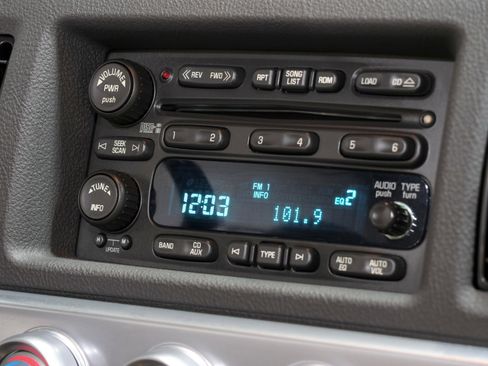 VOLUME
PWR
push
REV FWD
RPT
SONG
LIST
RDM
LOAD
CD
SEEK
SCAN
1 2
3 4
5 6
TUNE
INFO
FM 1
INFO
12:03
101.9
EQ 2
AUDIO TYPE
push turn
H M
UPDATE
BAND
CD
AUX
TYPE
AUTO
EQ
AUTO
VOL